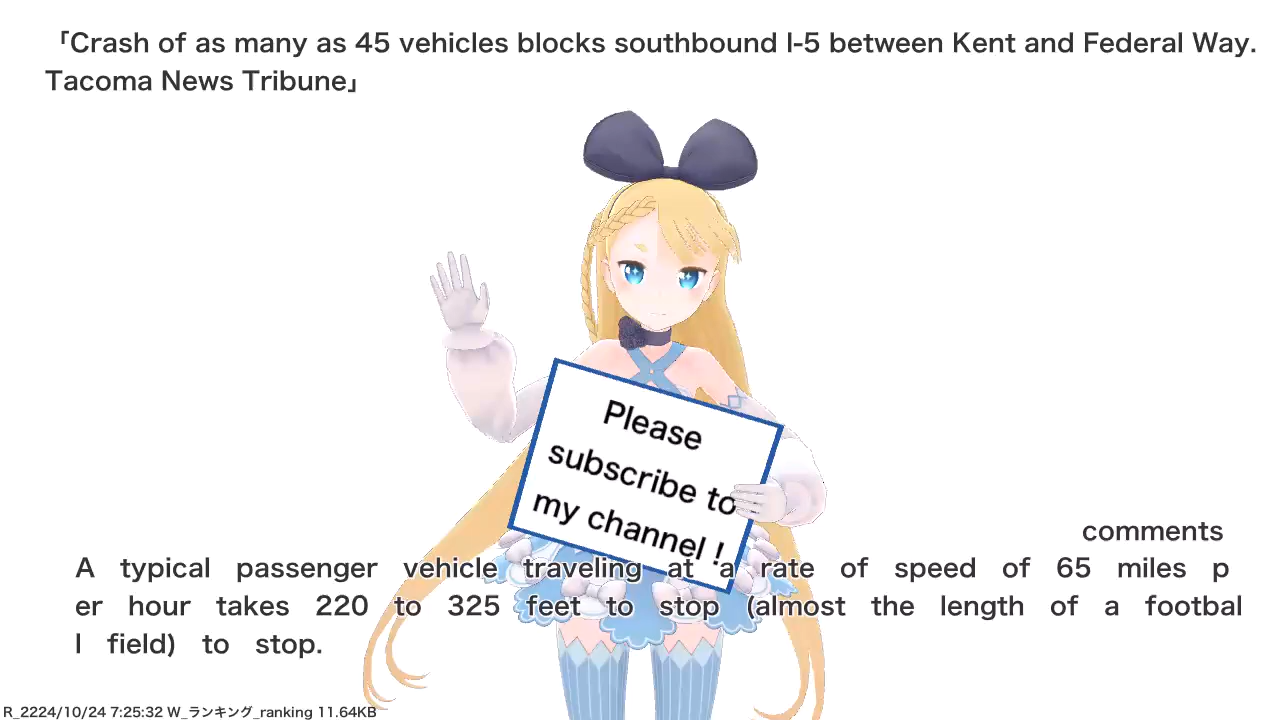 「Crash of as many as 45 vehicles blocks southbound I-5 between Kent and Federal Way.
Tacoma News Tribune」
Please
subscribe to
my channel !
comments
A typical passenger vehicle traveling at a rate of speed of 65 miles p
er hour takes 220 to 325 feet to stop (almost the length of a footbal
l field) to stop.
R_2224/10/24 7:25:32 W_ランキング_ranking 11.64KB